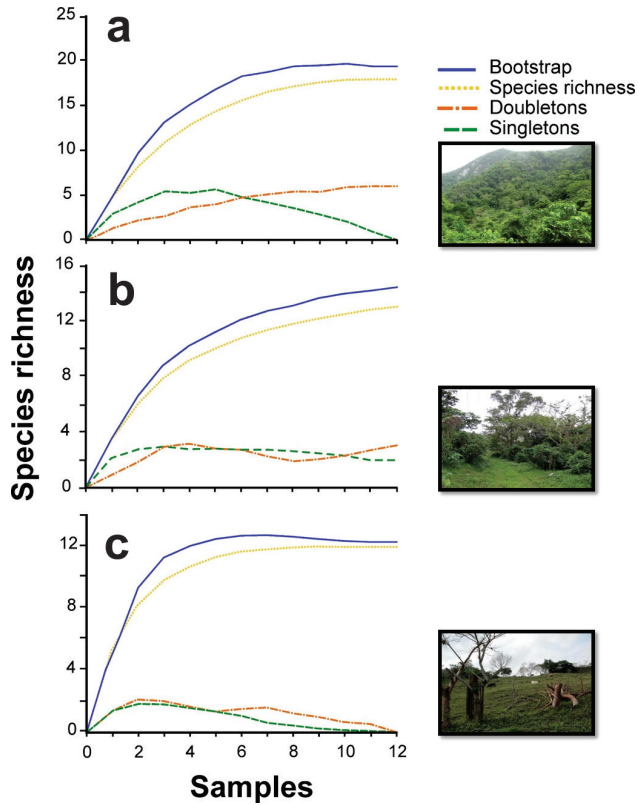 a
25
20
15
10
5
0
Bootstrap
Species richness
Doubletons
Singletons
b
16
12
8
4
0
Species richness
c
12
8
4
0
0 2 4 6 8 10 12
Samples